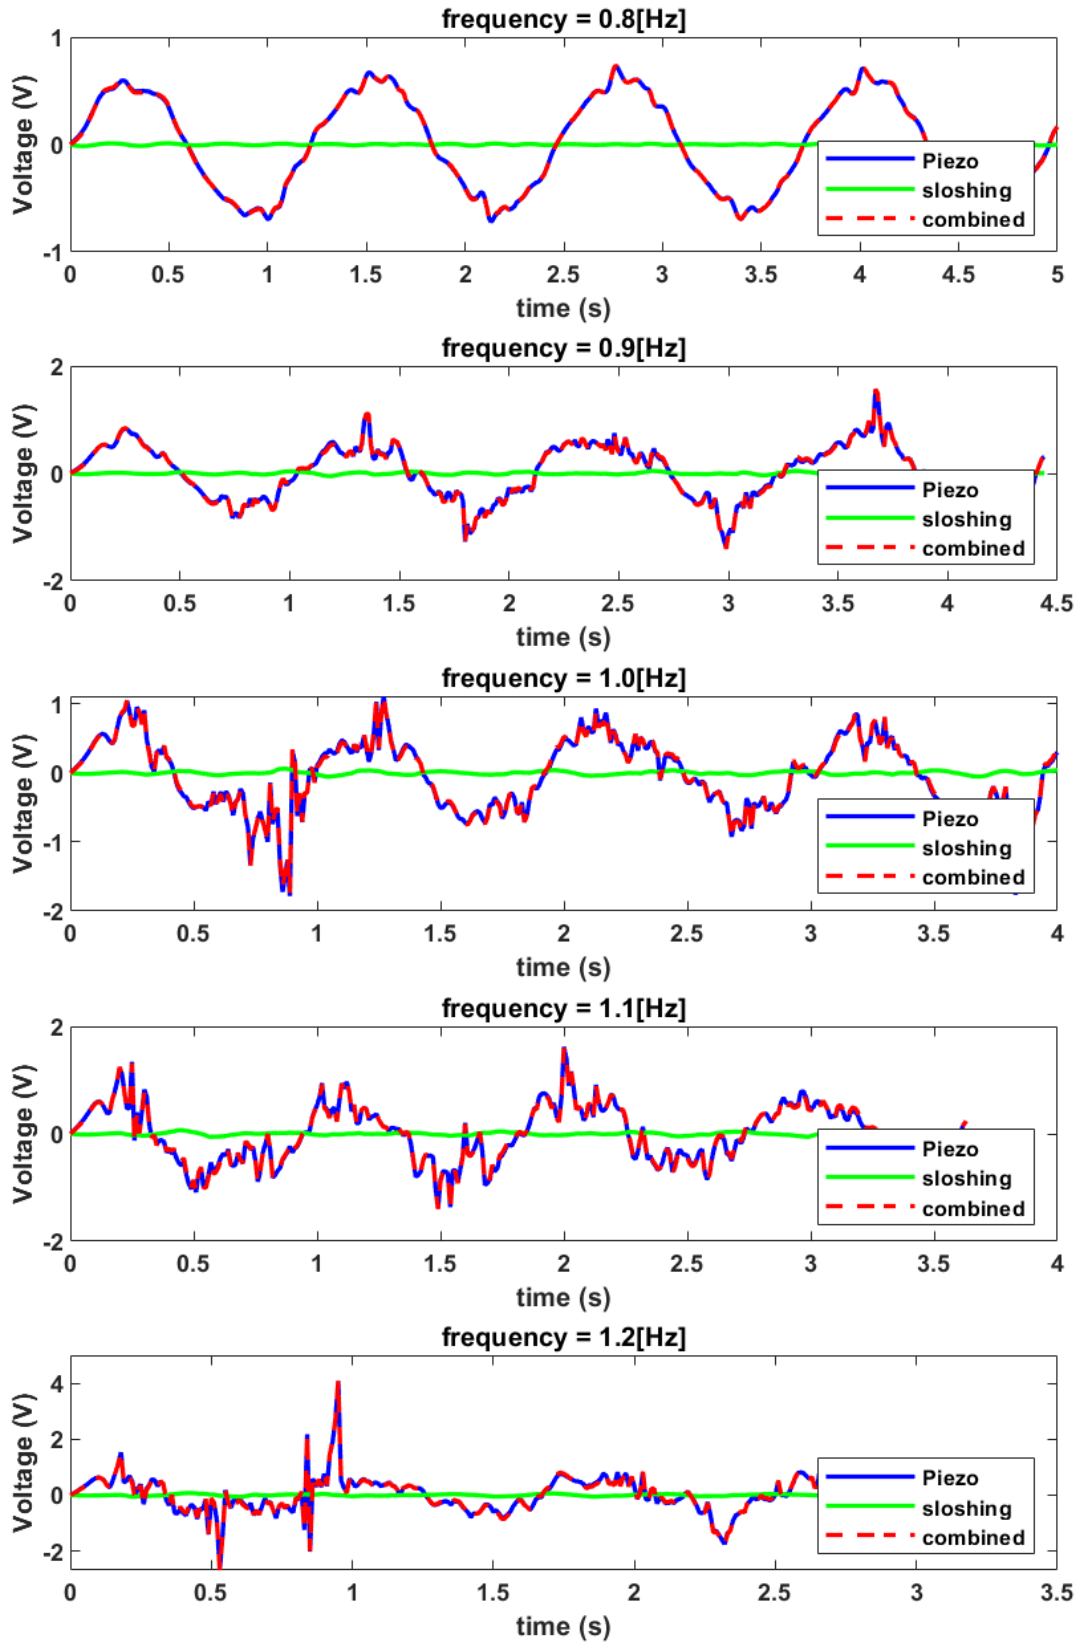 frequency = 0.8[Hz]
1
0
-1
Voltage (V)
Piezo
sloshing
combined
0 0.5 1 1.5 2 2.5 3 3.5 4 4.5 5
time (s)
frequency = 0.9[Hz]
2
0
-2
Voltage (V)
Piezo
sloshing
combined
0 0.5 1 1.5 2 2.5 3 3.5 4 4.5
time (s)
frequency = 1.0[Hz]
1
0
-1
-2
Voltage (V)
Piezo
sloshing
combined
0 0.5 1 1.5 2 2.5 3 3.5 4
time (s)
frequency = 1.1[Hz]
2
0
-2
Voltage (V)
Piezo
sloshing
combined
0 0.5 1 1.5 2 2.5 3 3.5 4
time (s)
frequency = 1.2[Hz]
4
2
0
-2
Voltage (V)
Piezo
sloshing
combined
0 0.5 1 1.5 2 2.5 3 3.5
time (s)